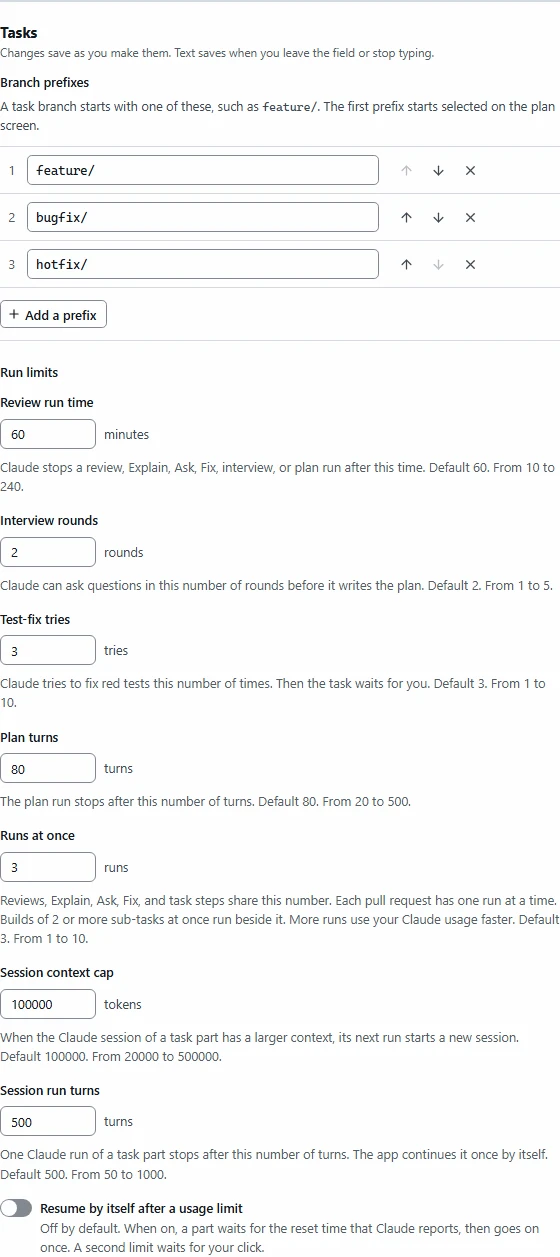 Tasks
Changes save as you make them. Text saves when you leave the field or stop typing.
Branch prefixes
A task branch starts with one of these, such as feature/. The first prefix starts selected on the plan
screen.
1 feature/
2 bugfix/
3 hotfix/
+ Add a prefix
Run limits
Review run time
60 minutes
Claude stops a review, Explain, Ask, Fix, interview, or plan run after this time. Default 60. From 10 to
240.
Interview rounds
2 rounds
Claude can ask questions in this number of rounds before it writes the plan. Default 2. From 1 to 5.
Test-fix tries
3 tries
Claude tries to fix red tests this number of times. Then the task waits for you. Default 3. From 1 to
10.
Plan turns
80 turns
The plan run stops after this number of turns. Default 80. From 20 to 500.
Runs at once
3 runs
Reviews, Explain, Ask, Fix, and task steps share this number. Each pull request has one run at a time.
Builds of 2 or more sub-tasks at once run beside it. More runs use your Claude usage faster. Default
3. From 1 to 10.
Session context cap
100000 tokens
When the Claude session of a task part has a larger context, its next run starts a new session.
Default 100000. From 20000 to 500000.
Session run turns
500 turns
One Claude run of a task part stops after this number of turns. The app continues it once by itself.
Default 500. From 50 to 1000.
Resume by itself after a usage limit
Off by default. When on, a part waits for the reset time that Claude reports, then goes on
once. A second limit waits for your click.